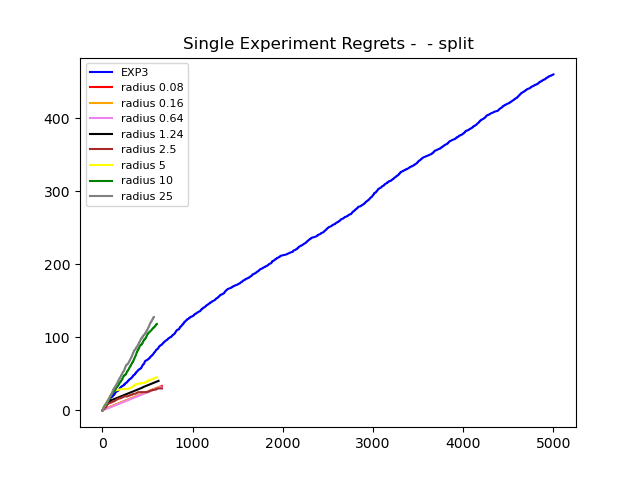 Single Experiment Regrets -  - split
EXP3
radius 0.08
radius 0.16
radius 0.64
radius 1.24
radius 2.5
radius 5
radius 10
radius 25
400
300
200
100
0
0 1000 2000 3000 4000 5000